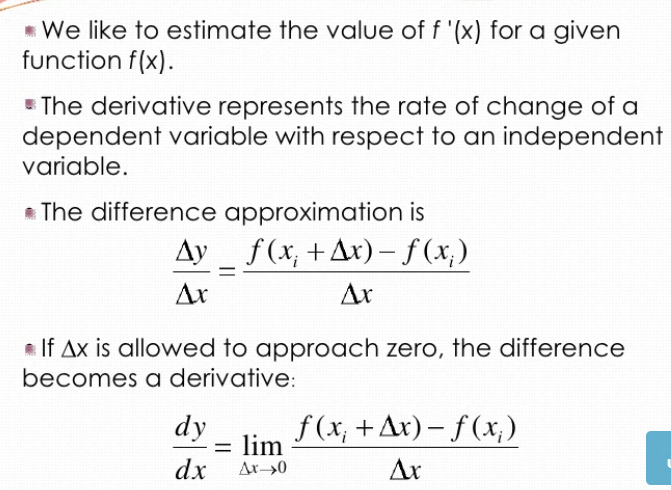 We like to estimate the value of f '(x) for a given
function f(x).
The derivative represents the rate of change of a
dependent variable with respect to an independent
variable.
The difference approximation is
Δy/Δx = (f(xᵢ + Δx) − f(xᵢ))/Δx
If Δx is allowed to approach zero, the difference
becomes a derivative:
dy/dx = lim Δx→0 (f(xᵢ + Δx) − f(xᵢ))/Δx